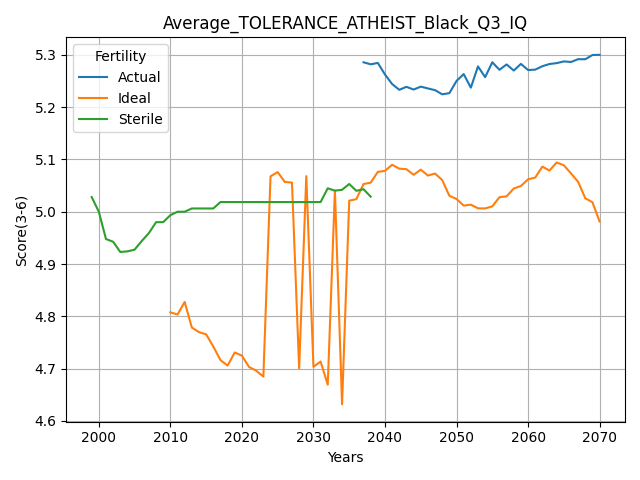 Average_TOLERANCE_ATHEIST_Black_Q3_IQ
Fertility
Actual
Ideal
Sterile
Score(3-6)
5.3
5.2
5.1
5.0
4.9
4.8
4.7
4.6
2000 2010 2020 2030 2040 2050 2060 2070
Years